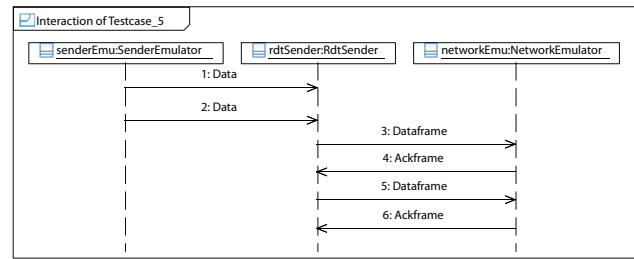 Interaction of Testcase_5
senderEmu:SenderEmulator
rdtSender:RdtSender
networkEmu:NetworkEmulator
1: Data
2: Data
3: Dataframe
4: Ackframe
5: Dataframe
6: Ackframe